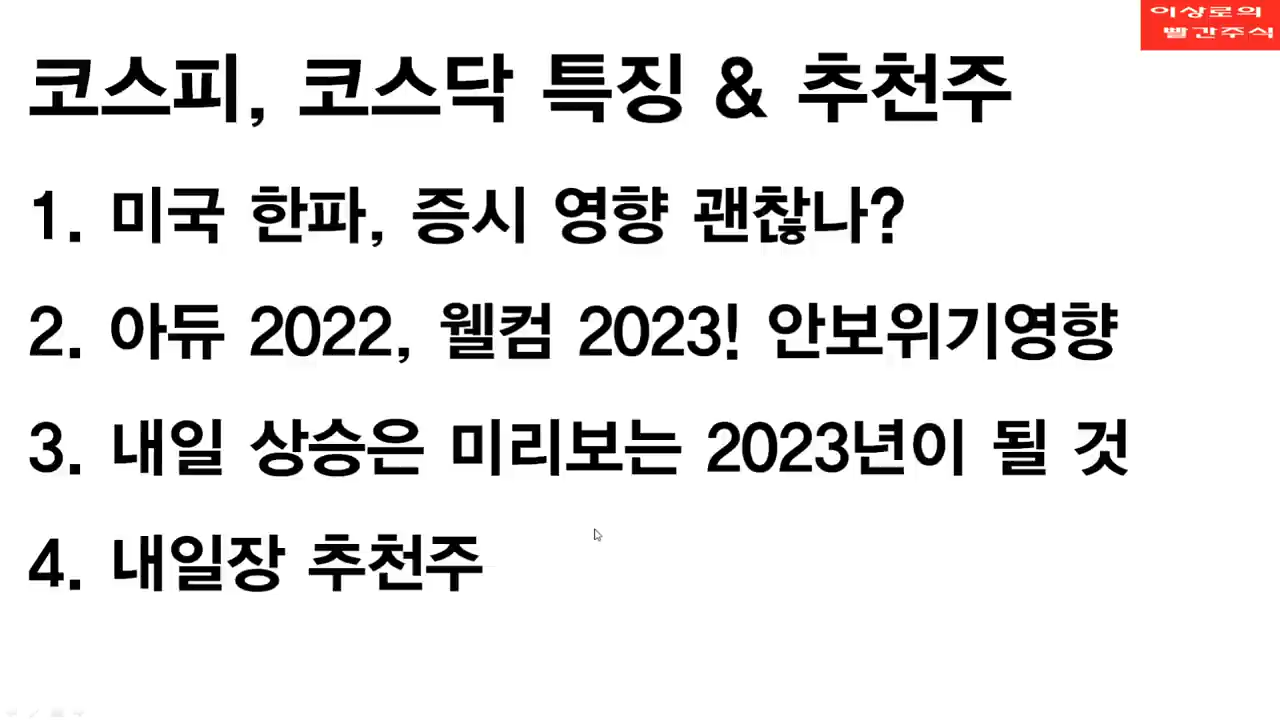 이상로의
빨간주식
코스피, 코스닥 특징 & 추천주
1. 미국 한파, 증시 영향 괜찮나?
2. 아듀 2022, 웰컴 2023! 안보위기영향
3. 내일 상승은 미리보는 2023년이 될 것
4. 내일장 추천주